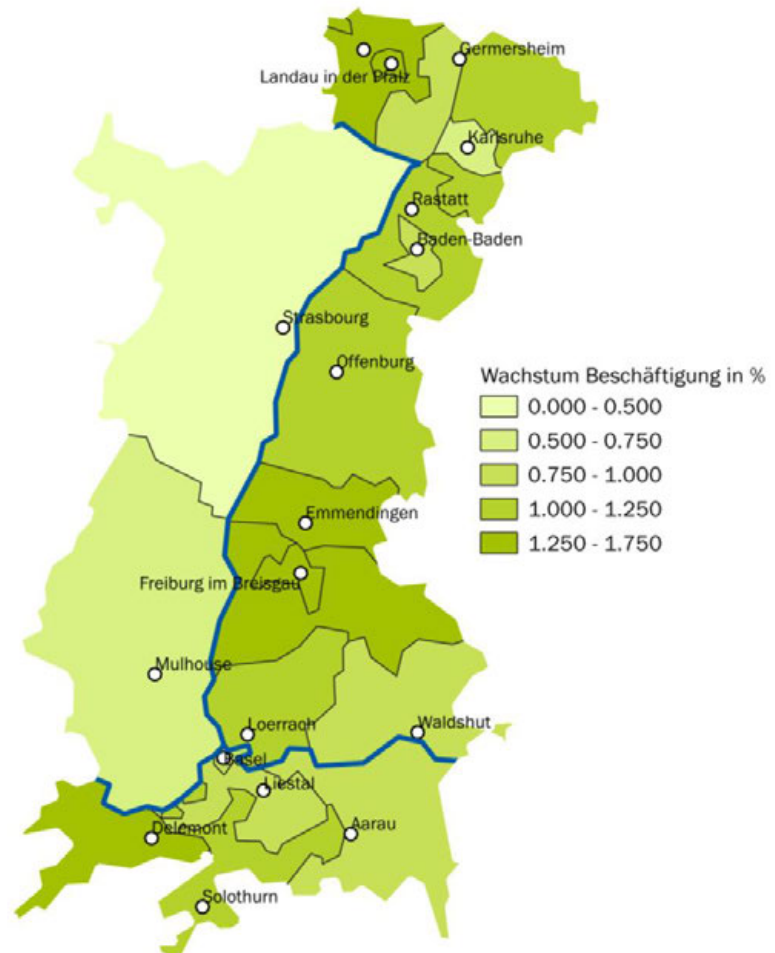 Germersheim
Landau in der Pfalz
Karlsruhe
Rastatt
Baden-Baden
Strasbourg
Offenburg
Wachstum Beschäftigung in %
0.000 - 0.500
0.500 - 0.750
0.750 - 1.000
1.000 - 1.250
1.250 - 1.750
Emmendingen
Freiburg im Breisgau
Mulhouse
Loerrach
Waldshut
Basel
Liestal
Delemont
Aarau
Solothurn